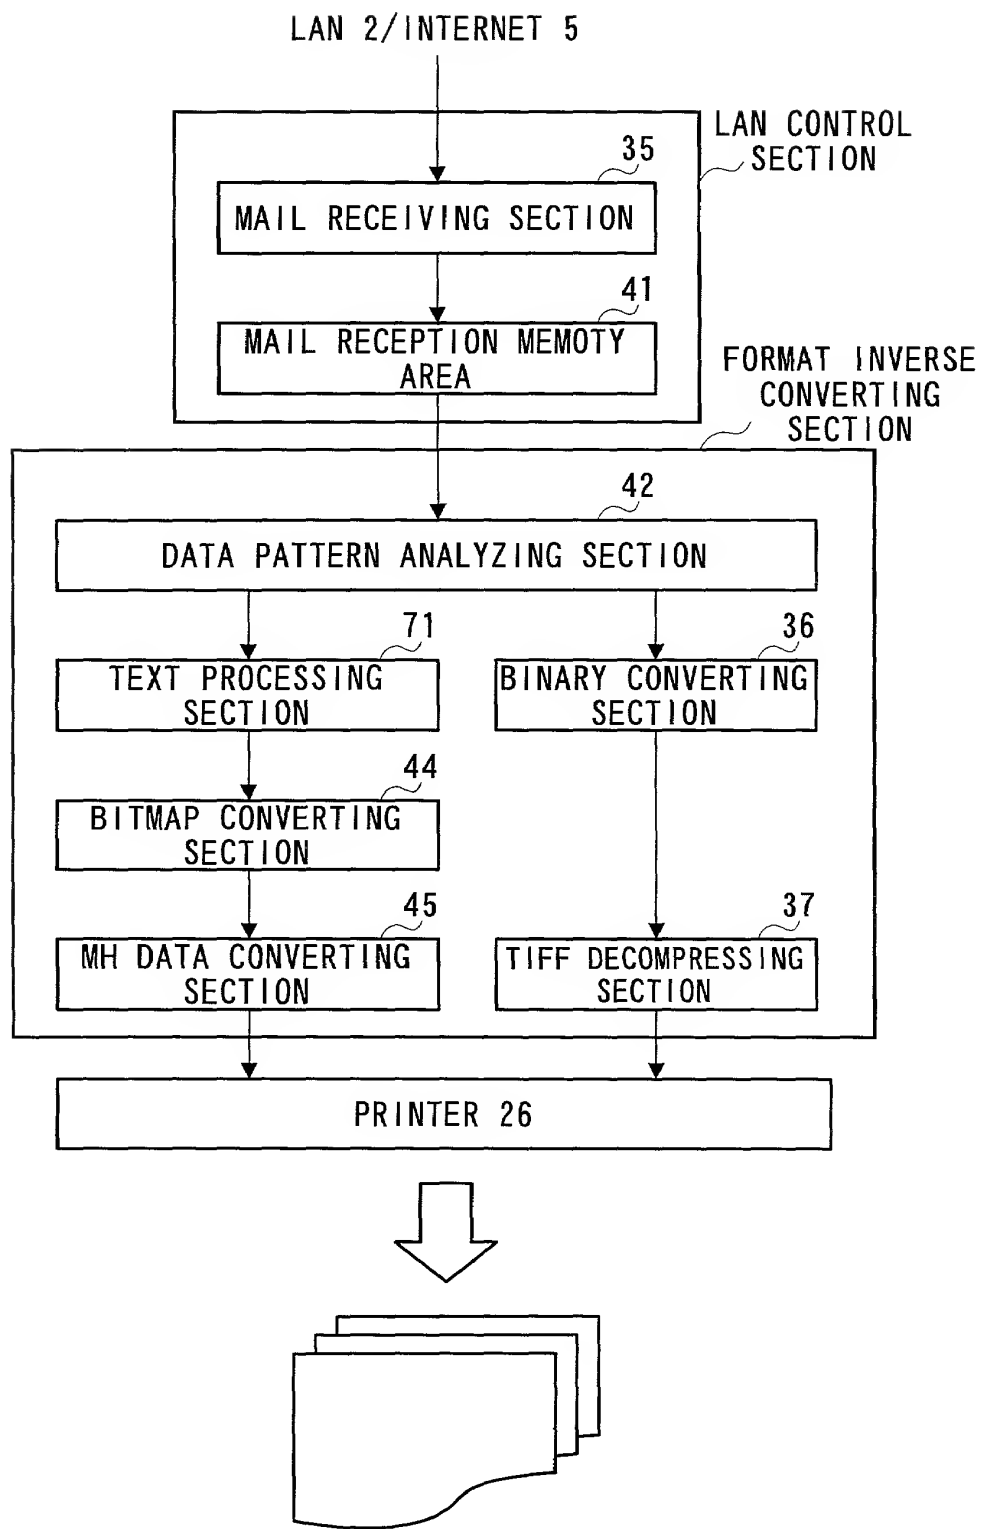 LAN 2/INTERNET 5
LAN CONTROL
SECTION
35
MAIL RECEIVING SECTION
41
MAIL RECEPTION MEMOTY
AREA
FORMAT INVERSE
CONVERTING
SECTION
42
DATA PATTERN ANALYZING SECTION
71
TEXT PROCESSING
SECTION
36
BINARY CONVERTING
SECTION
44
BITMAP CONVERTING
SECTION
45
MH DATA CONVERTING
SECTION
37
TIFF DECOMPRESSING
SECTION
PRINTER 26